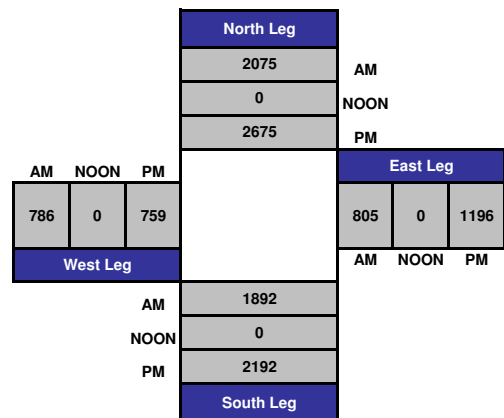 North Leg
2075 AM
0 NOON
2675 PM
AM NOON PM
East Leg
786 0 759
805 0 1196
West Leg
AM NOON PM
AM 1892
NOON 0
PM 2192
South Leg